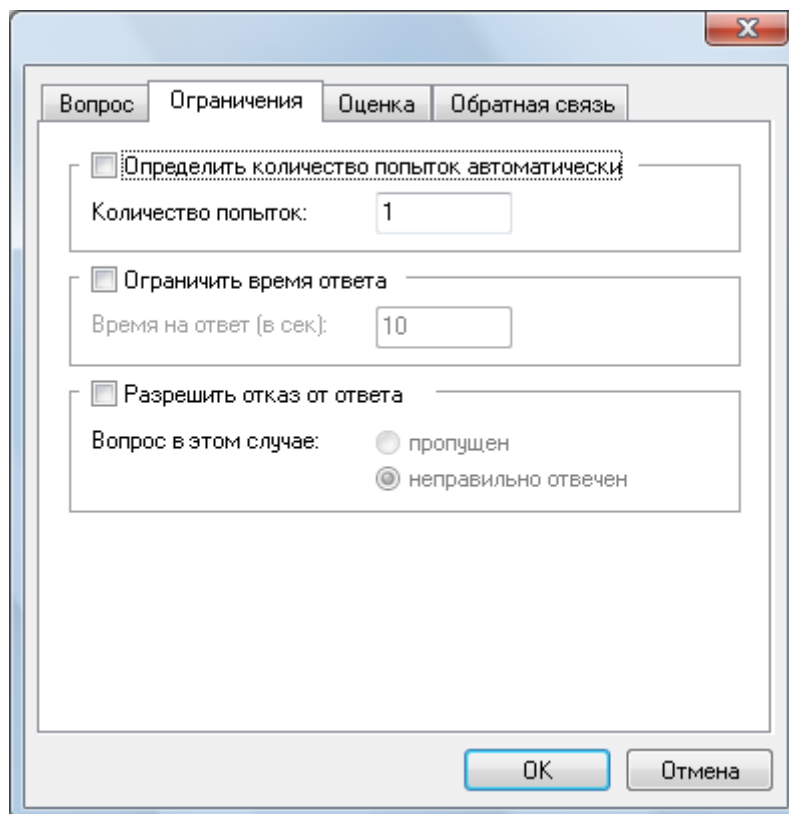 Вопрос Ограничения Оценка Обратная связь
Определить количество попыток автоматически
Количество попыток: 1
Ограничить время ответа
Время на ответ (в сек): 10
Разрешить отказ от ответа
Вопрос в этом случае: пропущен
неправильно отвечен
OK Отмена